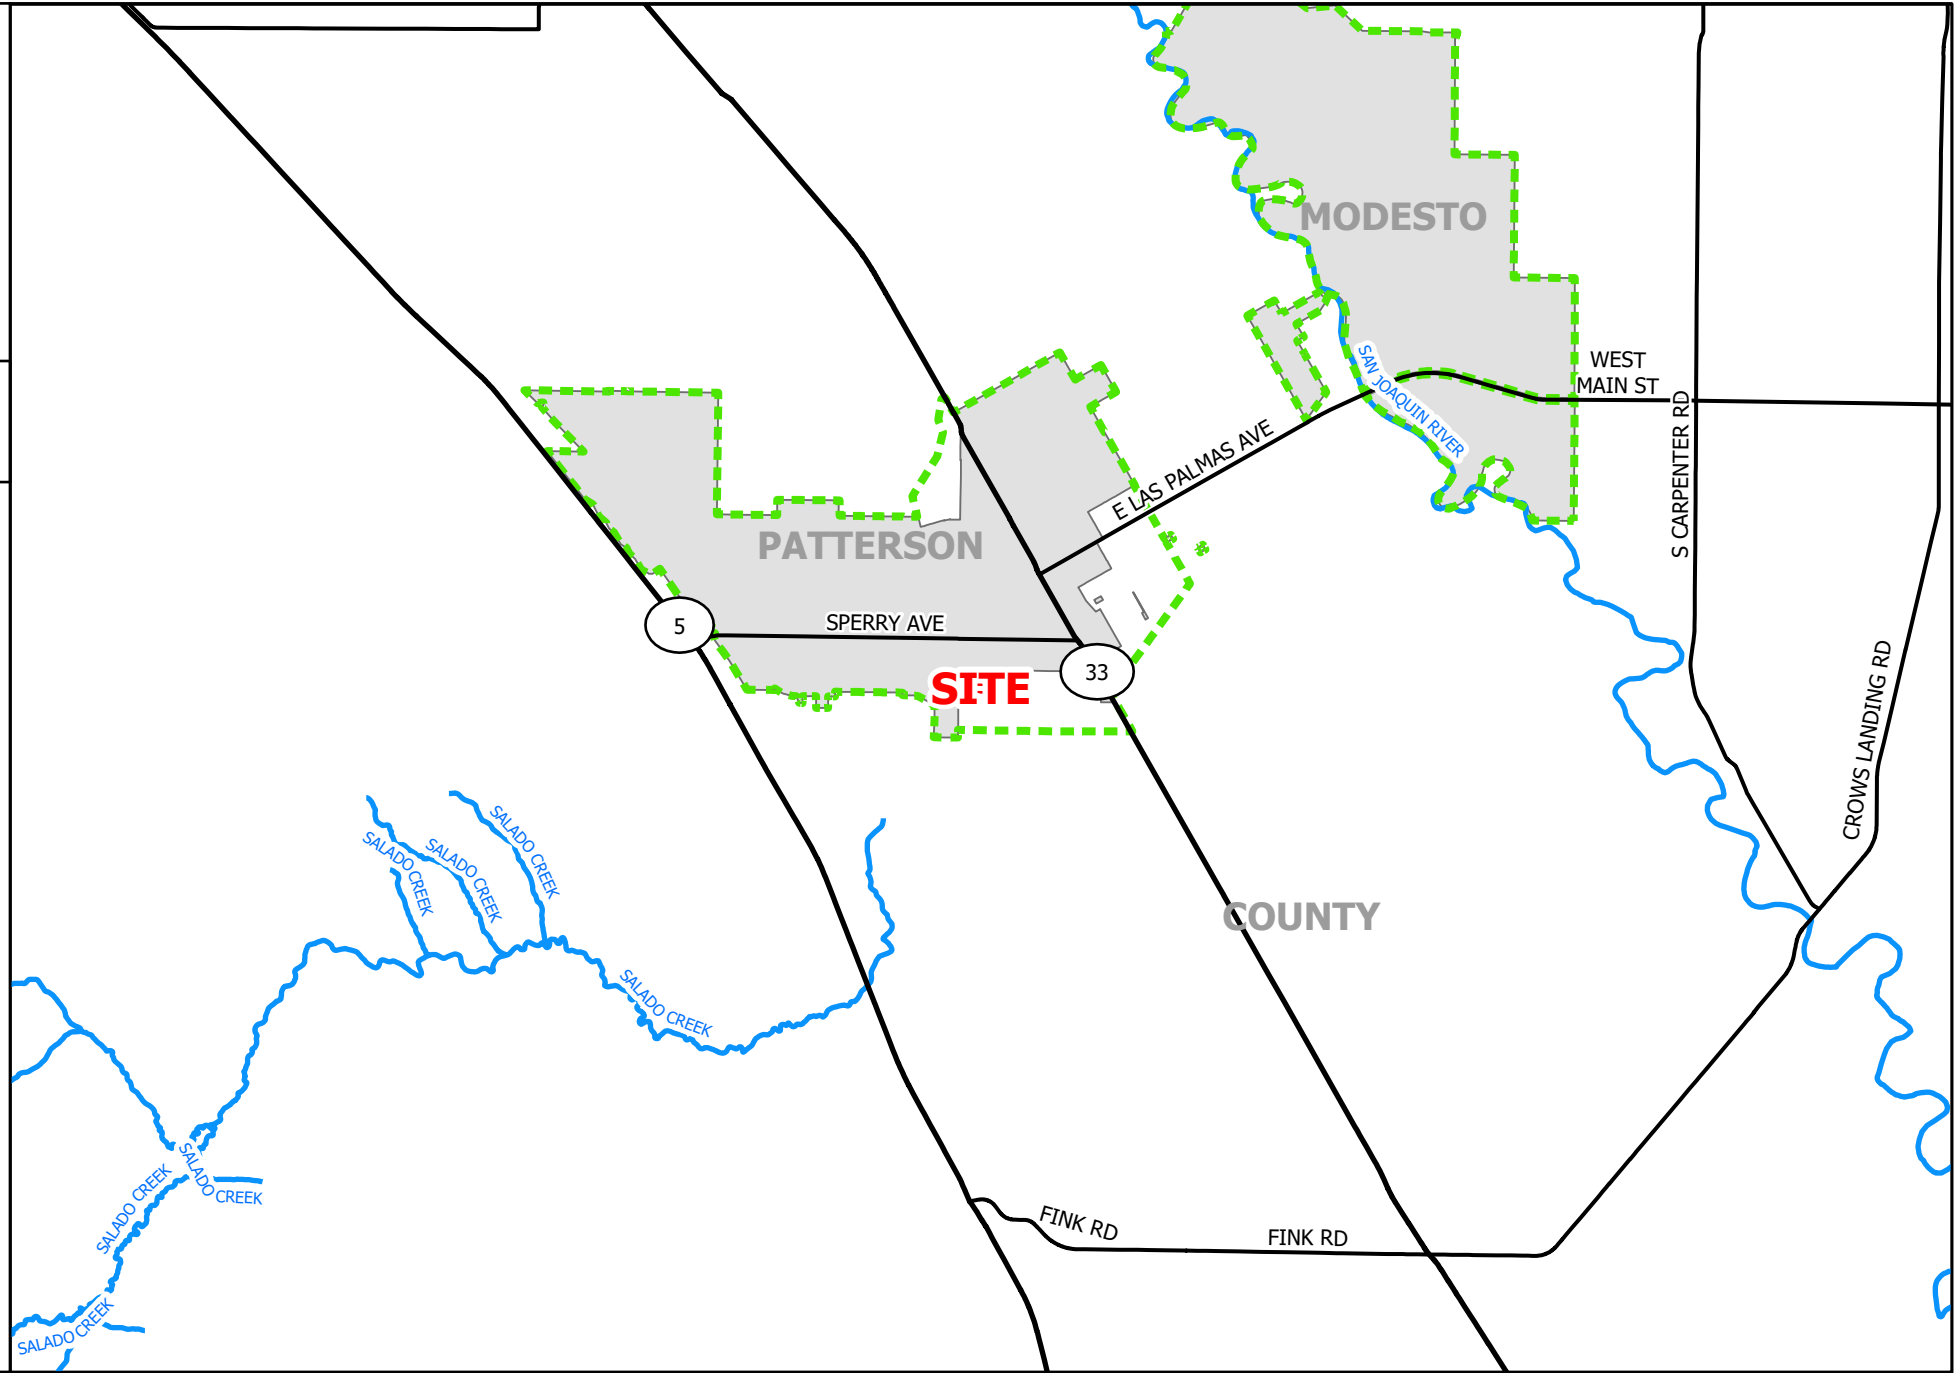 MODESTO
WEST
MAIN ST
SAN JOAQUIN RIVER
S CARPENTER RD
E LAS PALMAS AVE
PATTERSON
SPERRY AVE
5
33
SITE
CROWS LANDING RD
COUNTY
SALADO CREEK
SALADO CREEK
SALADO CREEK
SALADO CREEK
SALADO CREEK
SALADO CREEK
SALADO CREEK
FINK RD
FINK RD